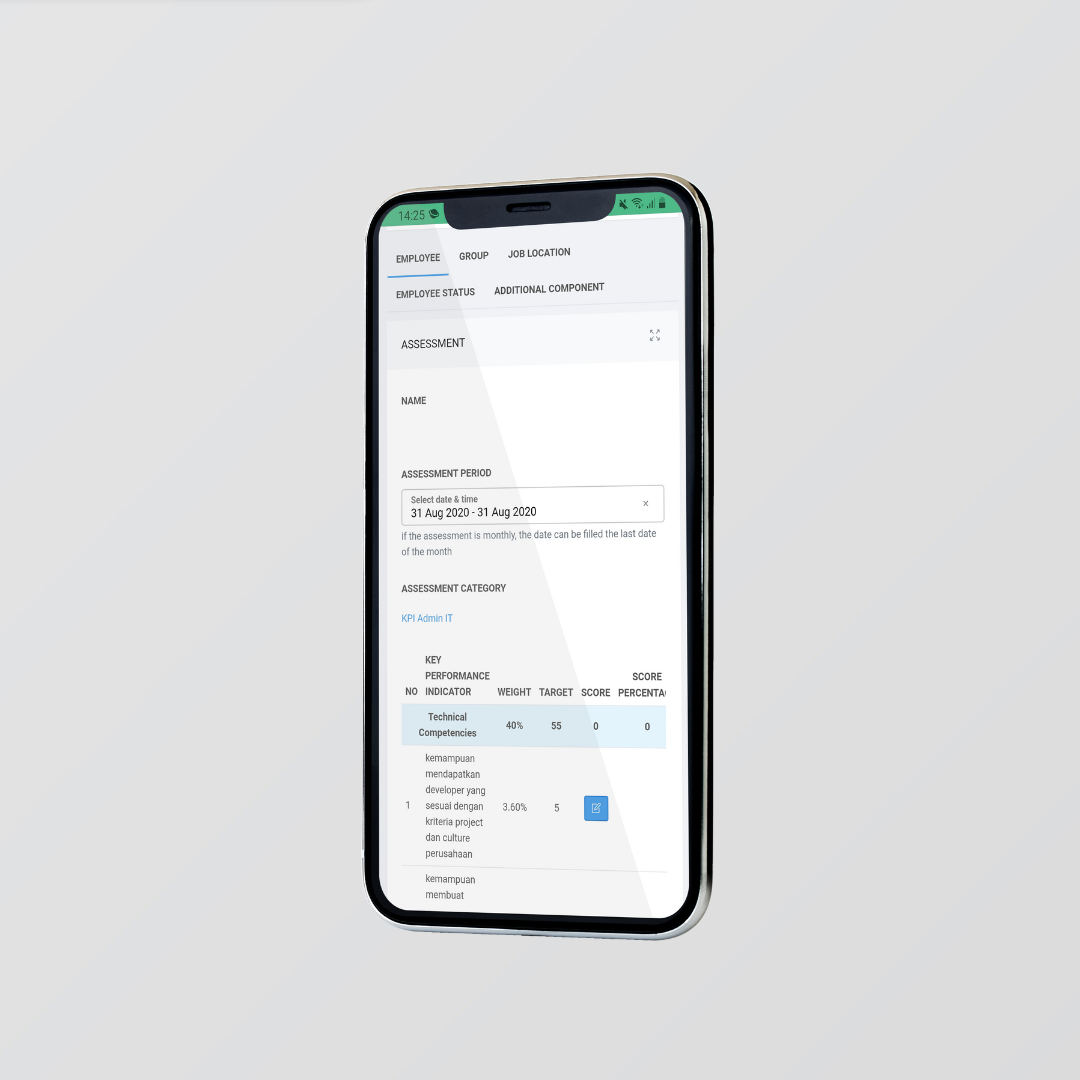 14:25
EMPLOYEE GROUP JOB LOCATION
EMPLOYEE STATUS ADDITIONAL COMPONENT
ASSESSMENT
NAME
ASSESSMENT PERIOD
Select date & time
31 Aug 2020 - 31 Aug 2020 ×
if the assessment is monthly, the date can be filled the last date
of the month
ASSESSMENT CATEGORY
KPI Admin IT
KEY
PERFORMANCE SCORE
NO INDICATOR WEIGHT TARGET SCORE PERCENTA
Technical
Competencies 40% 55 0 0
kemampuan
mendapatkan
developer yang
1 sesuai dengan 3.60% 5
kriteria project
dan culture
perusahaan
kemampuan
membuat